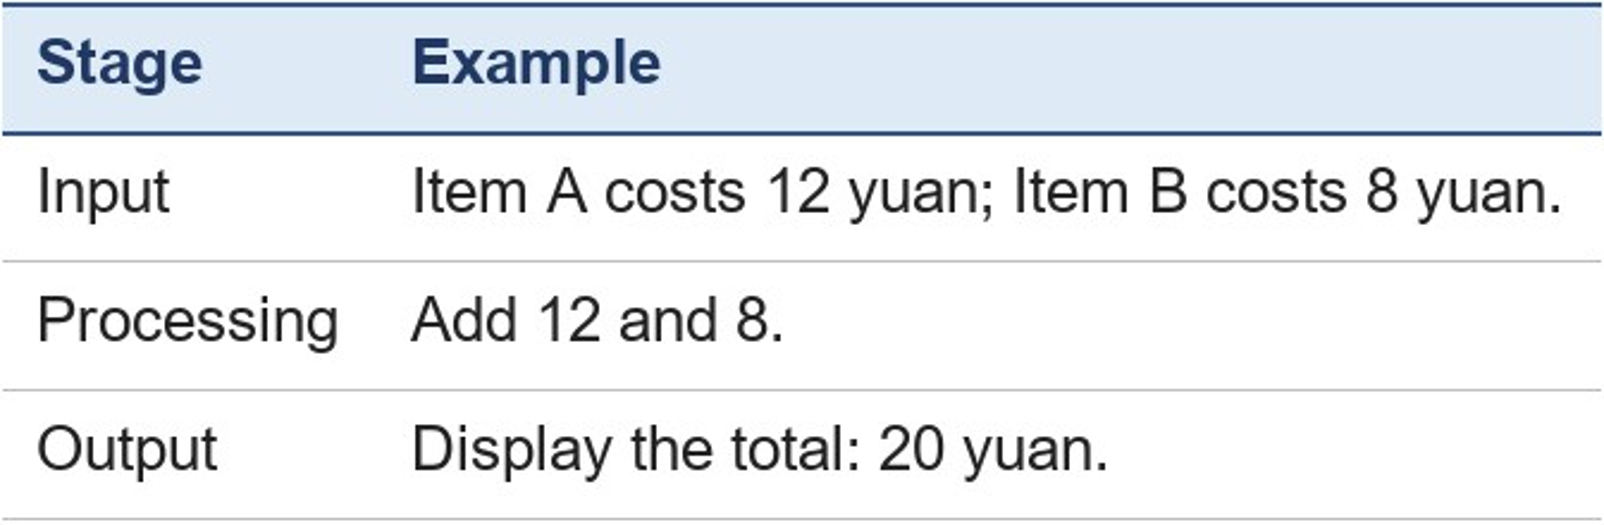 Stage Example
Input Item A costs 12 yuan; Item B costs 8 yuan.
Processing Add 12 and 8.
Output Display the total: 20 yuan.